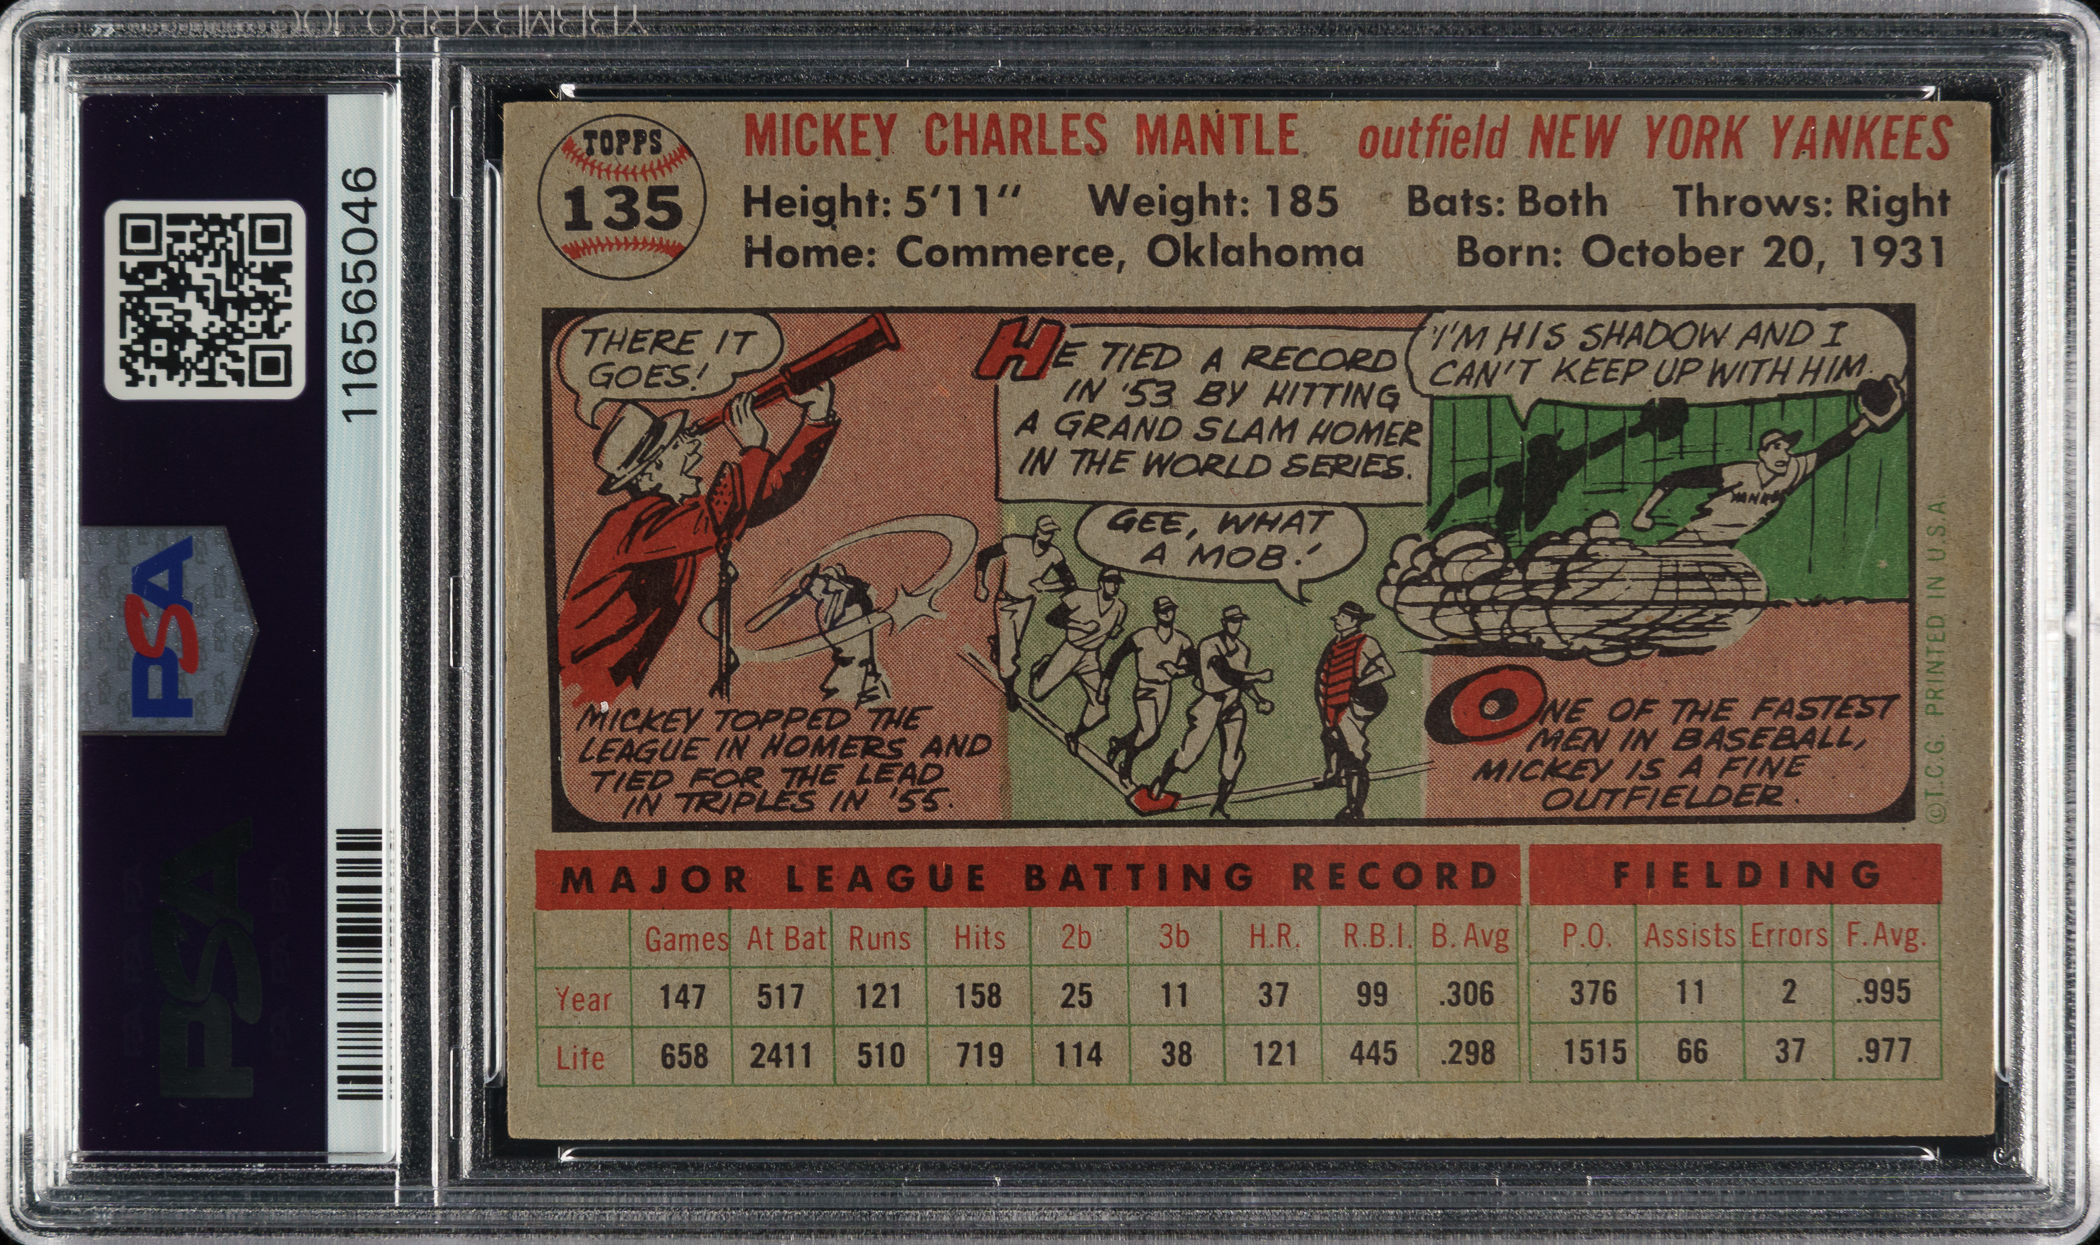 116565046
PSA
PSA
TOPPS
135
MICKEY CHARLES MANTLE outfield NEW YORK YANKEES
Height: 5'11" Weight: 185 Bats: Both Throws: Right
Home: Commerce, Oklahoma Born: October 20, 1931
THERE IT
GOES!
MICKEY TOPPED THE
LEAGUE IN HOMERS AND
TIED FOR THE LEAD
IN TRIPLES IN '55.
HE TIED A RECORD
IN '53 BY HITTING
A GRAND SLAM HOMER
IN THE WORLD SERIES.
GEE, WHAT
A MOB!
I'M HIS SHADOW AND I
CAN'T KEEP UP WITH HIM.
ONE OF THE FASTEST
MEN IN BASEBALL,
MICKEY IS A FINE
OUTFIELDER.
©T.C.G. PRINTED IN U.S.A.
MAJOR LEAGUE BATTING RECORD FIELDING
Games At Bat Runs Hits 2b 3b H.R. R.B.I. B. Avg P.O. Assists Errors F. Avg.
Year 147 517 121 158 25 11 37 99 .306 376 11 2 .995
Life 658 2411 510 719 114 38 121 445 .298 1515 66 37 .977